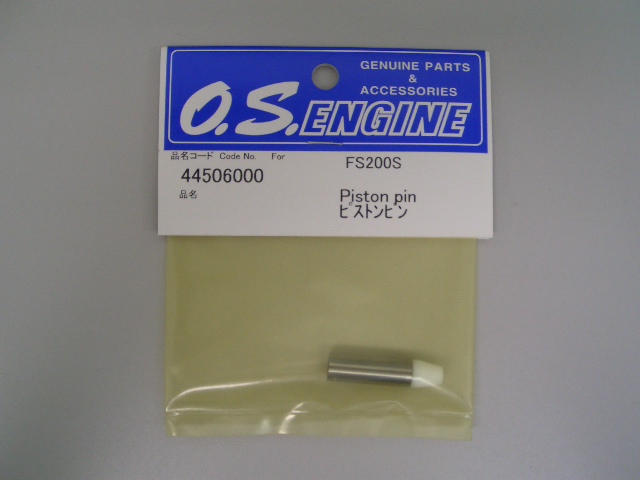 GENUINE PARTS
&
ACCESSORIES
O.S.ENGINE
品名コード Code No. For
FS200S
44506000
品名
Piston pin
ピストンピン